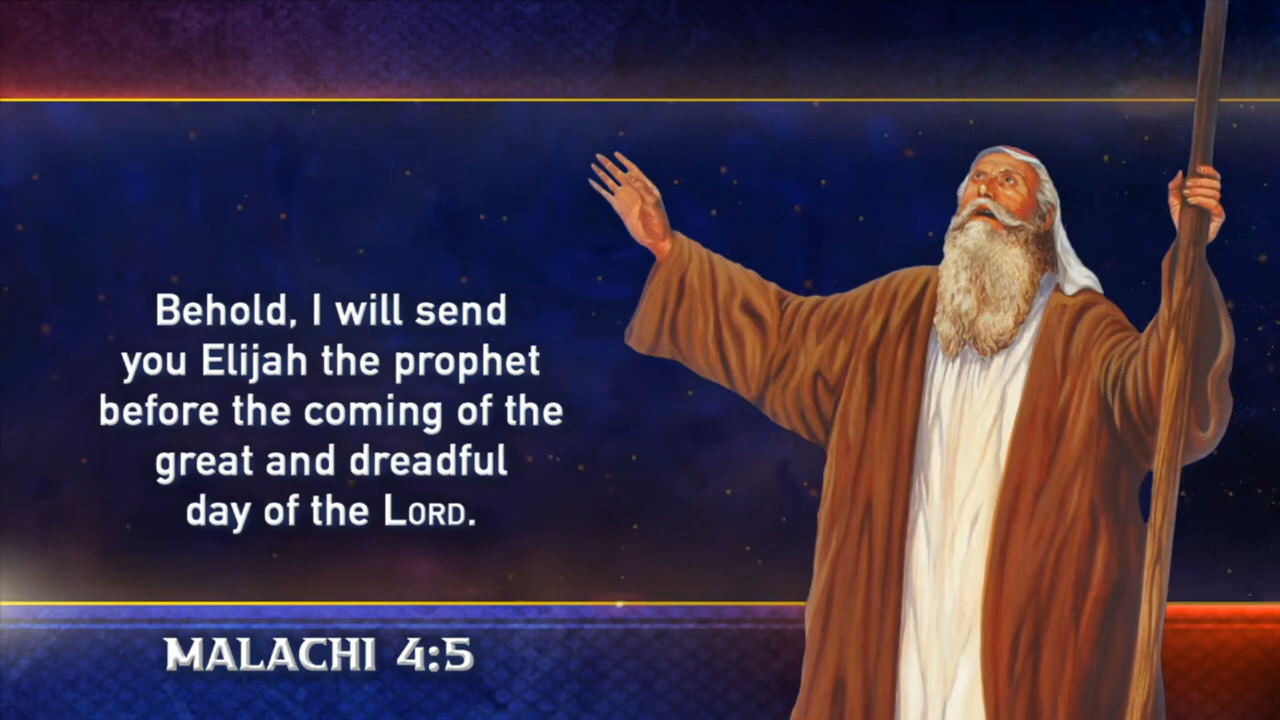 Behold, I will send
you Elijah the prophet
before the coming of the
great and dreadful
day of the LORD.
MALACHI 4:5